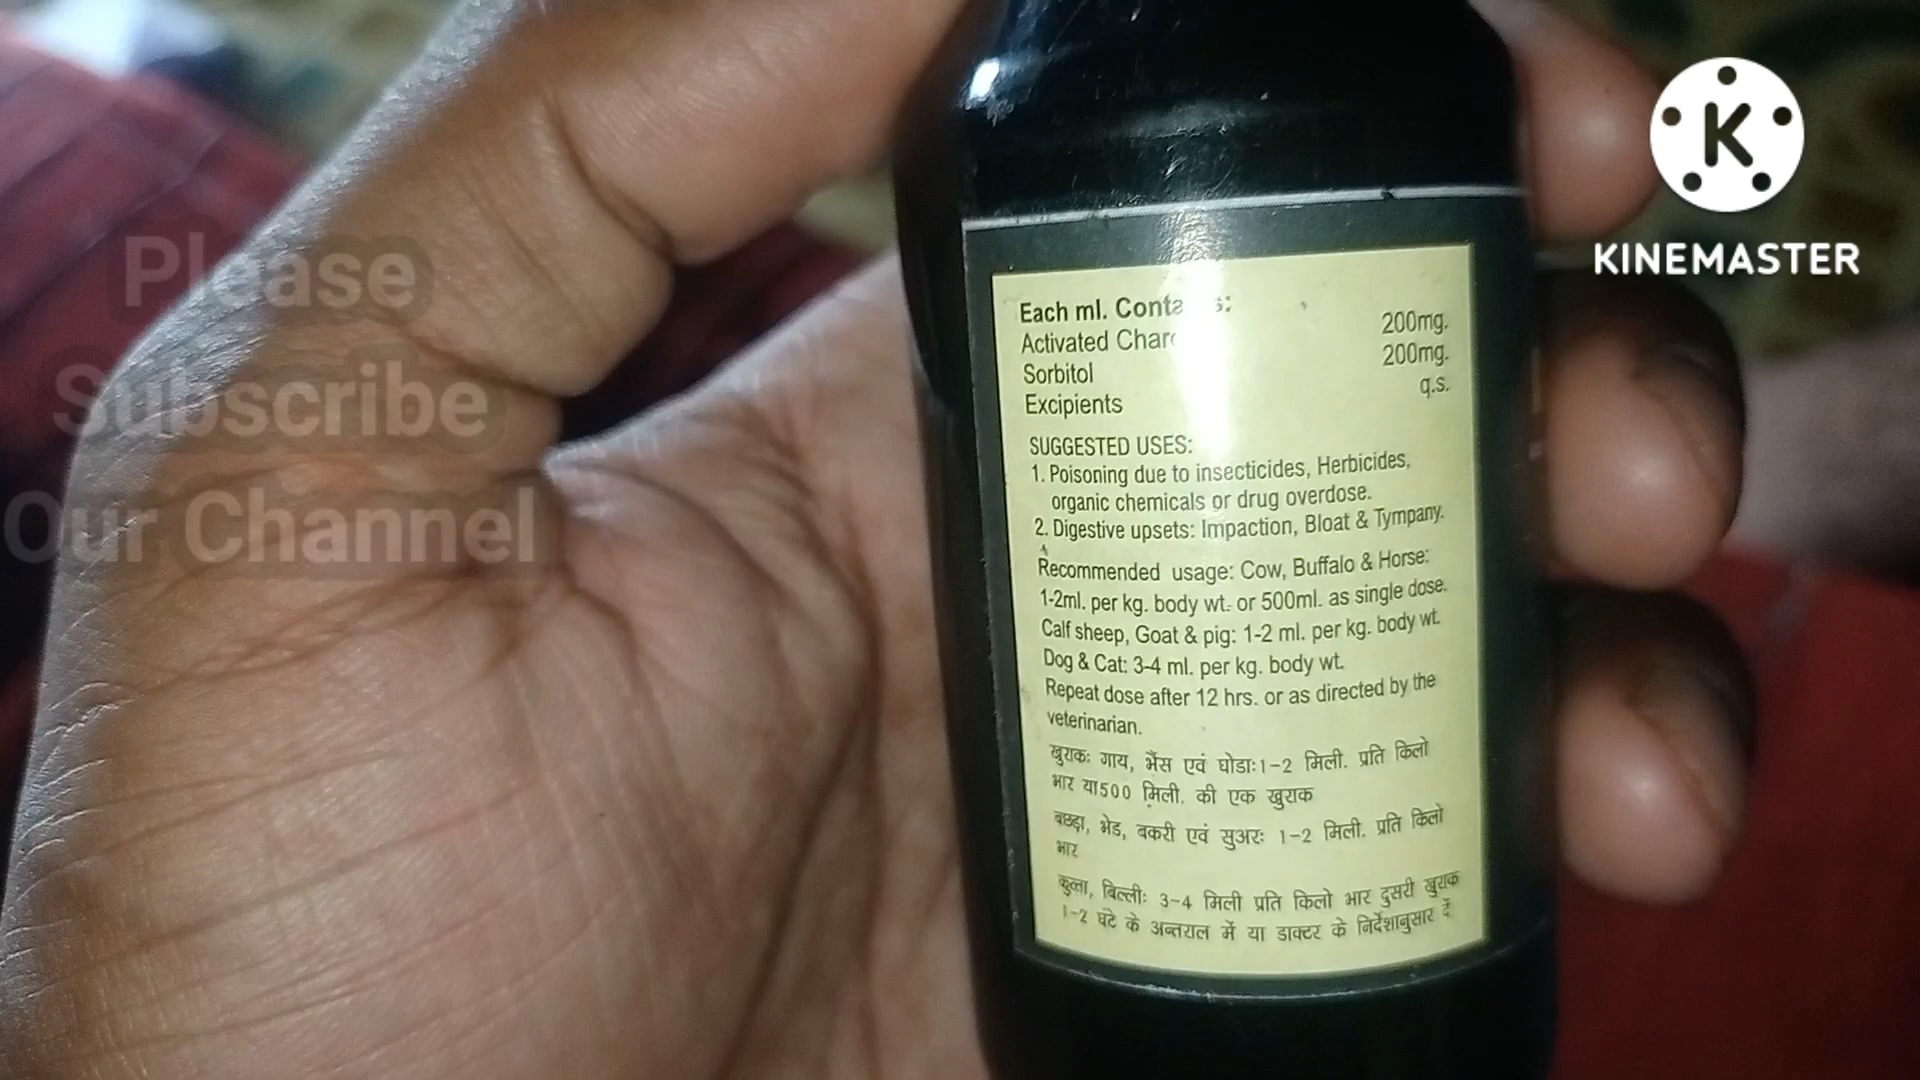 Please
Subscribe
Our Channel
K
KINEMASTER
Each ml.
Activated 200mg.
Sorbitol 200mg.
Excipients q.s.
SUGGESTED USES:
1. Poisoning due to insecticides, Herbicides,
organic chemicals or drug overdose.
2. Digestive upsets: Impaction, Bloat & Tympany.
Recommended usage: Cow, Buffalo & Horse:
1-2ml. per kg. body wt. or 500ml. as single dose.
Calf sheep, Goat & pig: 1-2 ml. per kg. body wt.
Dog & Cat: 3-4 ml. per kg. body wt.
Repeat dose after 12 hrs. or as directed by the
veterinarian.
खुराकः गाय, भैंस एवं घोडाः1-2 मिली. प्रति किलो
भार या500 मिली. की एक खुराक
बछड़ा, भेड, बकरी एवं सुअरः 1-2 मिली. प्रति किलो
भार
कुत्ता, बिल्लीः 3-4 मिली प्रति किलो भार दुसरी खुराक
1-2 घंटे के अन्तराल में या डाक्टर के निर्देशानुसार दें